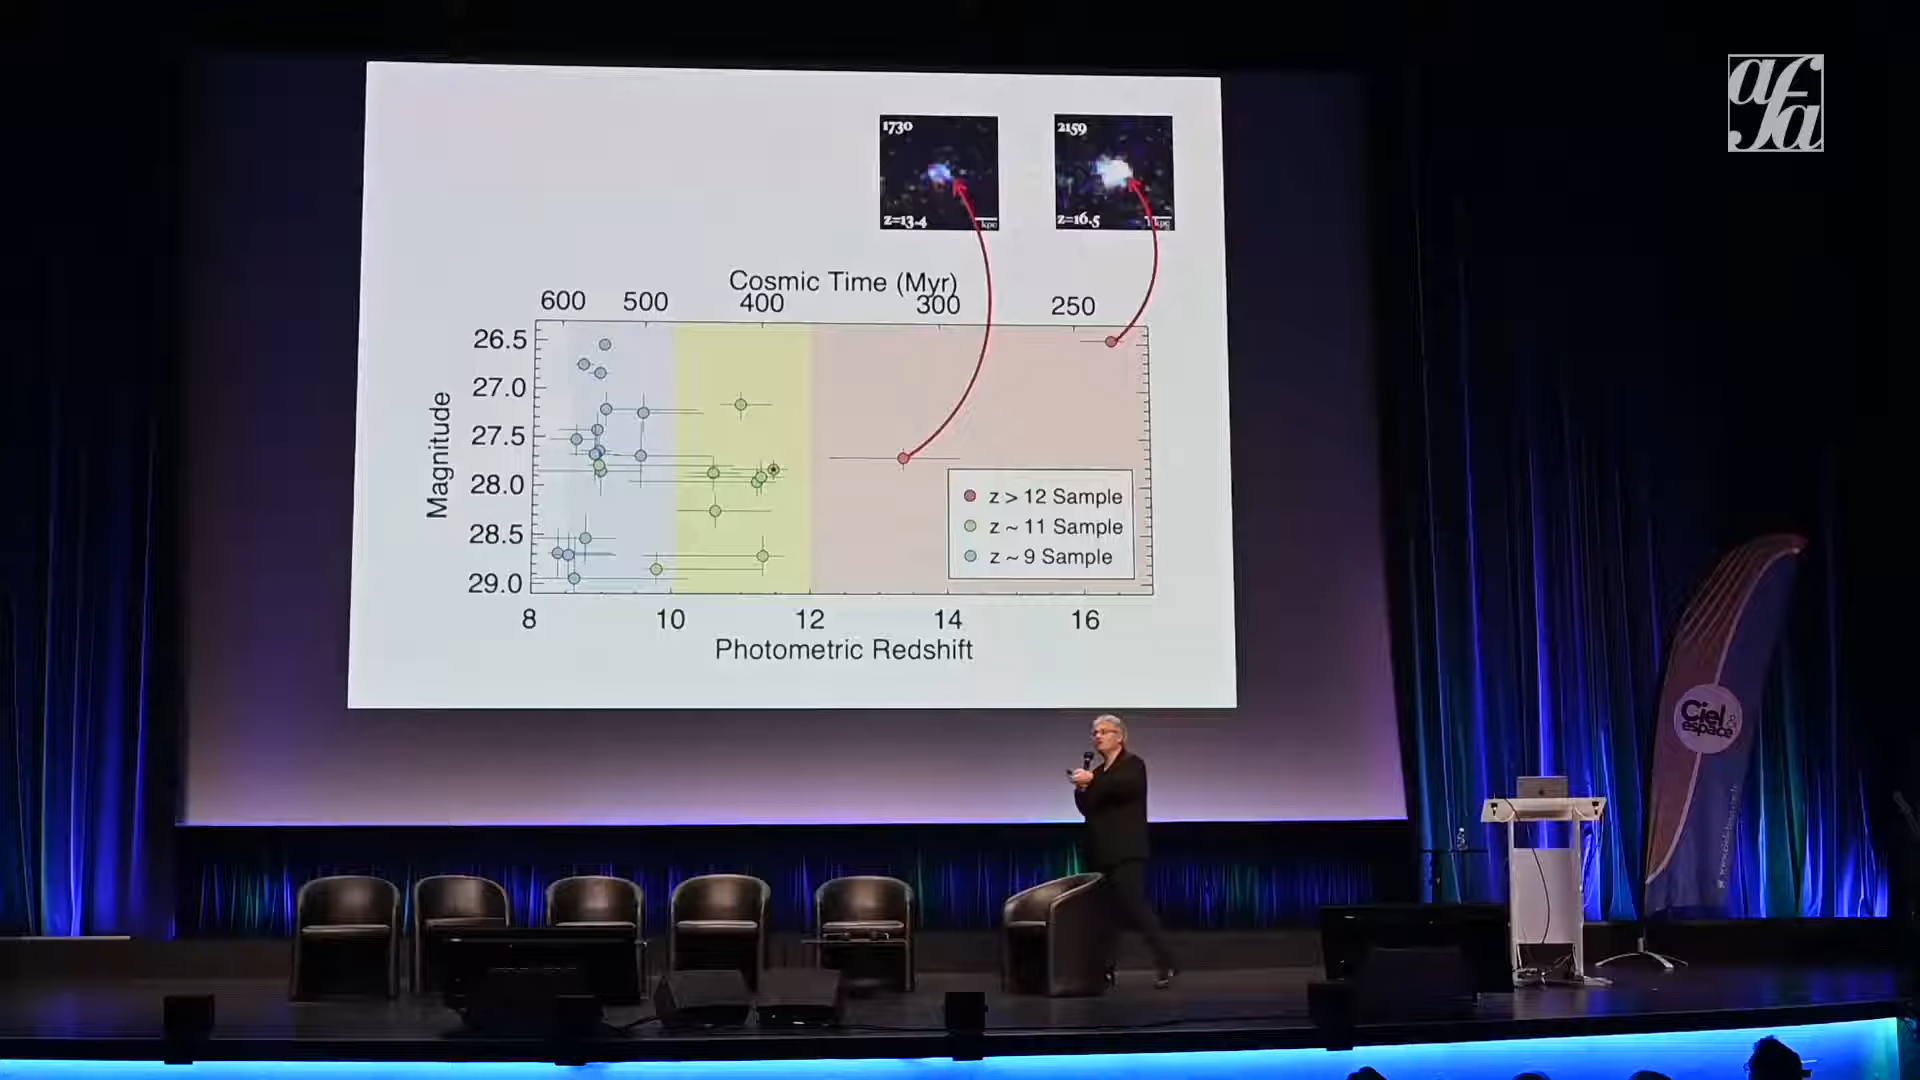 afa
1730
z=13.4
1 kpc
2159
z=16.5
1 kpc
Cosmic Time (Myr)
600 500 400 300 250
26.5
27.0
27.5
28.0
28.5
29.0
Magnitude
z > 12 Sample
z ~ 11 Sample
z ~ 9 Sample
8 10 12 14 16
Photometric Redshift
Ciel
espace